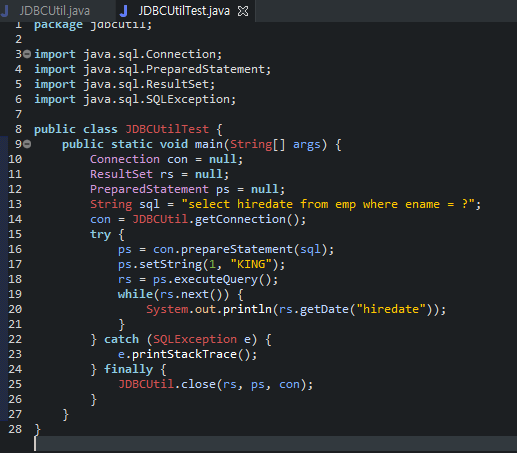 JDBCUtil.java JDBCUtilTest.java
1 package jdbcutil;
2
3 import java.sql.Connection;
4 import java.sql.PreparedStatement;
5 import java.sql.ResultSet;
6 import java.sql.SQLException;
7
8 public class JDBCUtilTest {
9 public static void main(String[] args) {
10 Connection con = null;
11 ResultSet rs = null;
12 PreparedStatement ps = null;
13 String sql = "select hiredate from emp where ename = ?";
14 con = JDBCUtil.getConnection();
15 try {
16 ps = con.prepareStatement(sql);
17 ps.setString(1, "KING");
18 rs = ps.executeQuery();
19 while(rs.next()) {
20 System.out.println(rs.getDate("hiredate"));
21 }
22 } catch (SQLException e) {
23 e.printStackTrace();
24 } finally {
25 JDBCUtil.close(rs, ps, con);
26 }
27 }
28 }